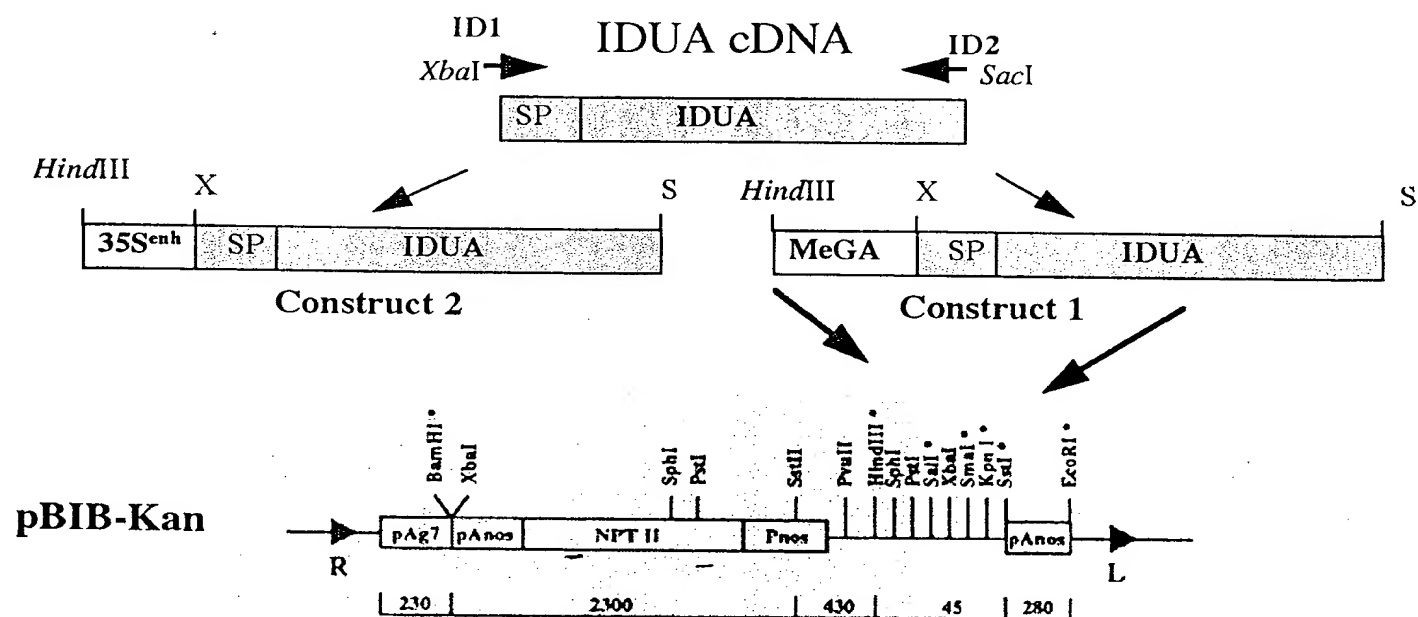 IDUA cDNA
ID1
ID2
XbaI
SacI
SP
IDUA
HindIII
X
S
35Senh
SP
IDUA
Construct 2
HindIII
X
S
MeGA
SP
IDUA
Construct 1
BamHI*
XbaI
SphI
PstI
SstII
PvuII
HindIII*
SphI
PstI
SalI*
XbaI
SmaI*
KpnI*
SstI*
EcoRI*
pBIB-Kan
R
pAg7
pAnos
NPT II
Pnos
pAnos
L
230
2300
430
45
280